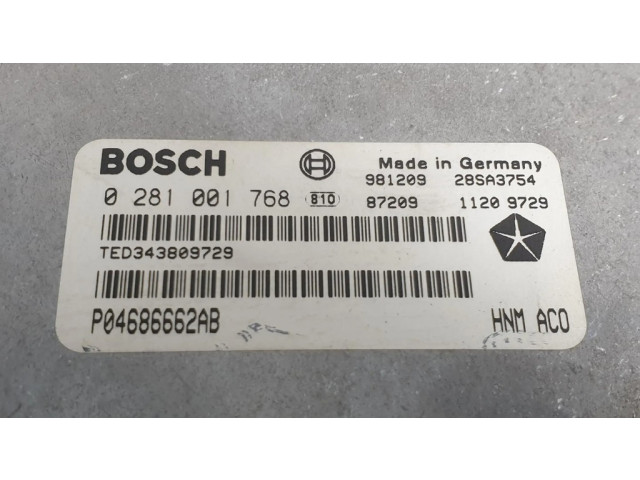 BOSCH Made in Germany
981209 28SA3754
0 281 001 768 810 87209 1120 9729
TED343809729
P04686662AB HNM ACO